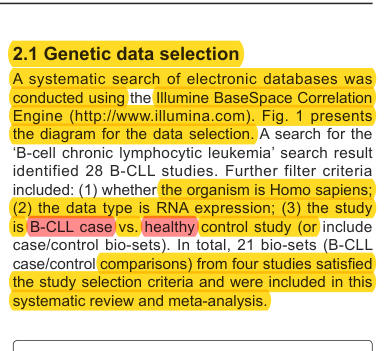 2.1 Genetic data selection
A systematic search of electronic databases was
conducted using the Illumine BaseSpace Correlation
Engine (http://www.illumina.com). Fig. 1 presents
the diagram for the data selection. A search for the
‘B-cell chronic lymphocytic leukemia’ search result
identified 28 B-CLL studies. Further filter criteria
included: (1) whether the organism is Homo sapiens;
(2) the data type is RNA expression; (3) the study
is B-CLL case vs. healthy control study (or include
case/control bio-sets). In total, 21 bio-sets (B-CLL
case/control comparisons) from four studies satisfied
the study selection criteria and were included in this
systematic review and meta-analysis.